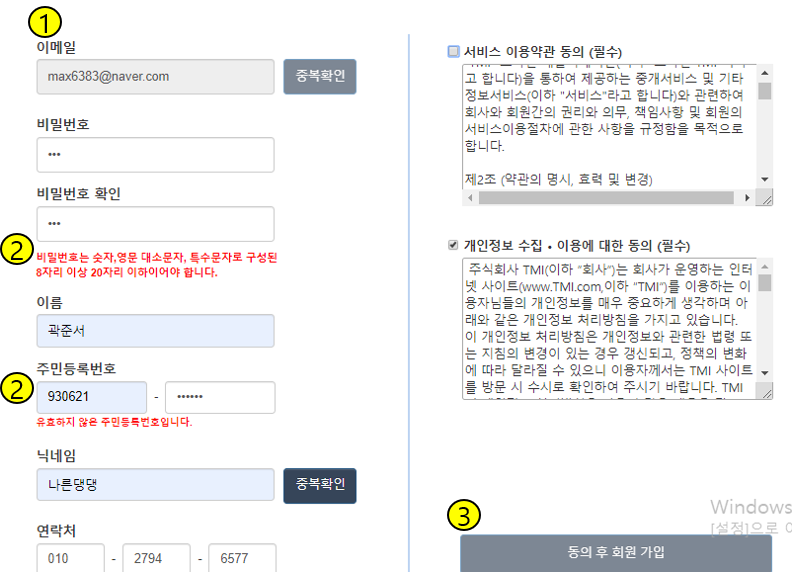 1
이메일
max6383@naver.com
중복확인
비밀번호
•••
비밀번호 확인
•••
2
비밀번호는 숫자,영문 대소문자, 특수문자로 구성된
8자리 이상 20자리 이하이어야 합니다.
이름
곽준서
주민등록번호
2
930621 - ••••••
유효하지 않은 주민등록번호입니다.
닉네임
나른댕댕
중복확인
연락처
010 - 2794 - 6577
서비스 이용약관 동의 (필수)
고 합니다)을 통하여 제공하는 중개서비스 및 기타
정보서비스(이하 "서비스"라고 합니다)와 관련하여
회사와 회원간의 권리와 의무, 책임사항 및 회원의
서비스이용절자에 관한 사항을 규정함을 목적으로
합니다.
제2조 (약관의 명시, 효력 및 변경)
개인정보 수집 • 이용에 대한 동의 (필수)
주식회사 TMI(이하 “회사”)는 회사가 운영하는 인터
넷 사이트(www.TMI.com,이하 “TMI”)를 이용하는 이
용자님들의 개인정보를 매우 중요하게 생각하며 아
래와 같은 개인정보 처리방침을 가지고 있습니다.
이 개인정보 처리방침은 개인정보와 관련한 법령 또
는 지침의 변경이 있는 경우 갱신되고, 정책의 변화
에 따라 달라질 수 있으니 이용자께서는 TMI 사이트
를 방문 시 수시로 확인하여 주시기 바랍니다. TMI
3
동의 후 회원 가입
Windows
[설정]으로